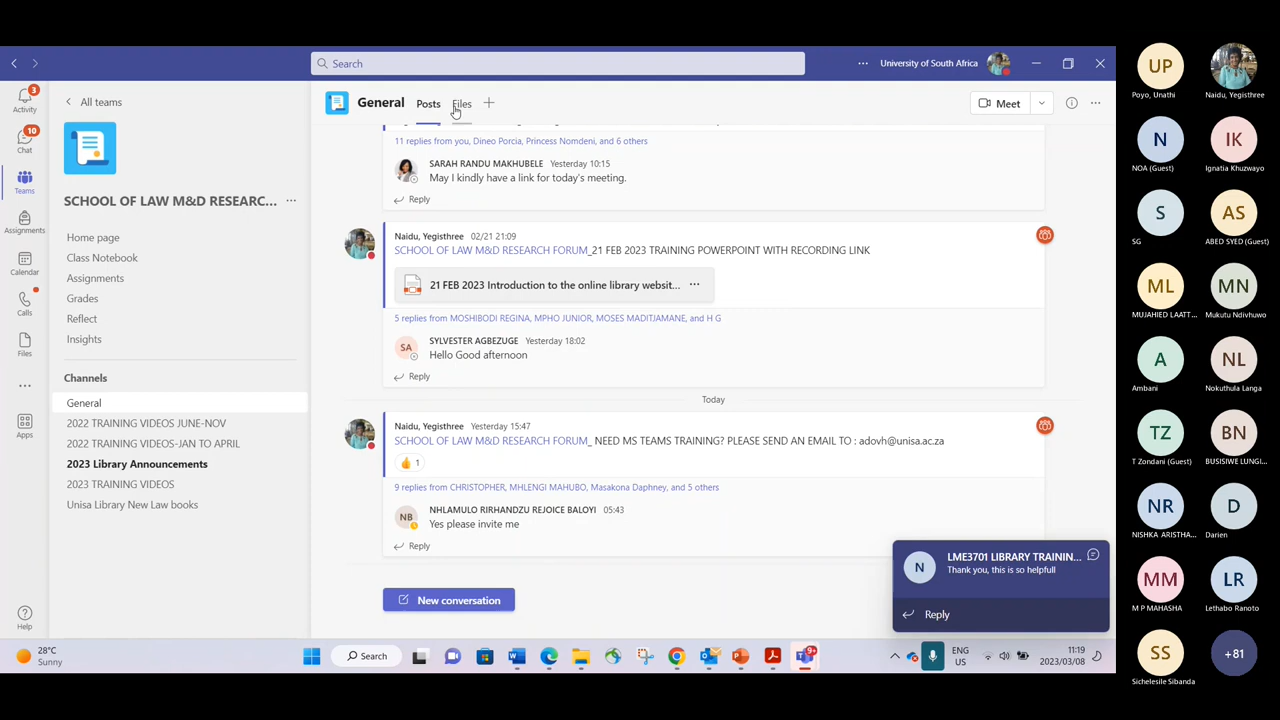 Search
University of South Africa
Activity
3
Chat
10
Teams
Assignments
Calendar
Calls
Files
Apps
Help
All teams
SCHOOL OF LAW M&D RESEARC...
Home page
Class Notebook
Assignments
Grades
Reflect
Insights
Channels
General
2022 TRAINING VIDEOS JUNE-NOV
2022 TRAINING VIDEOS-JAN TO APRIL
2023 Library Announcements
2023 TRAINING VIDEOS
Unisa Library New Law books
General Posts Files
Meet
11 replies from you, Dineo Porcia, Princess Nomdeni, and 6 others
SARAH RANDU MAKHUBELE Yesterday 10:15
May I kindly have a link for today's meeting.
Reply
Naidu, Yegisthree 02/21 21:09
SCHOOL OF LAW M&D RESEARCH FORUM_21 FEB 2023 TRAINING POWERPOINT WITH RECORDING LINK
21 FEB 2023 Introduction to the online library websit...
5 replies from MOSHIBODI REGINA, MPHO JUNIOR, MOSES MADITJAMANE, and H G
SA
SYLVESTER AGBEZUGE Yesterday 18:02
Hello Good afternoon
Reply
Today
Naidu, Yegisthree Yesterday 15:47
SCHOOL OF LAW M&D RESEARCH FORUM_ NEED MS TEAMS TRAINING? PLEASE SEND AN EMAIL TO : adovh@unisa.ac.za
1
9 replies from CHRISTOPHER, MHLENGI MAHUBO, Masakona Daphney, and 5 others
NB
NHLAMULO RIRHANDZU REJOICE BALOYI 05:43
Yes please invite me
Reply
New conversation
N
LME3701 LIBRARY TRAININ...
Thank you, this is so helpfull
Reply
28°C
Sunny
Search
9+
ENG
US
11:19
2023/03/08
UP
Poyo, Unathi
Naidu, Yegisthree
N
NOA (Guest)
IK
Ignatia Khuzwayo
S
SG
AS
ABED SYED (Guest)
ML
MUJAHIED LAATT...
MN
Mukutu Ndivhuwo
A
Ambani
NL
Nokuthula Langa
TZ
T Zondani (Guest)
BN
BUSISIWE LUNGI...
NR
NISHKA ARISTHA...
D
Darien
MM
M P MAHASHA
LR
Lethabo Ranoto
SS
Sichelesile Sibanda
+81